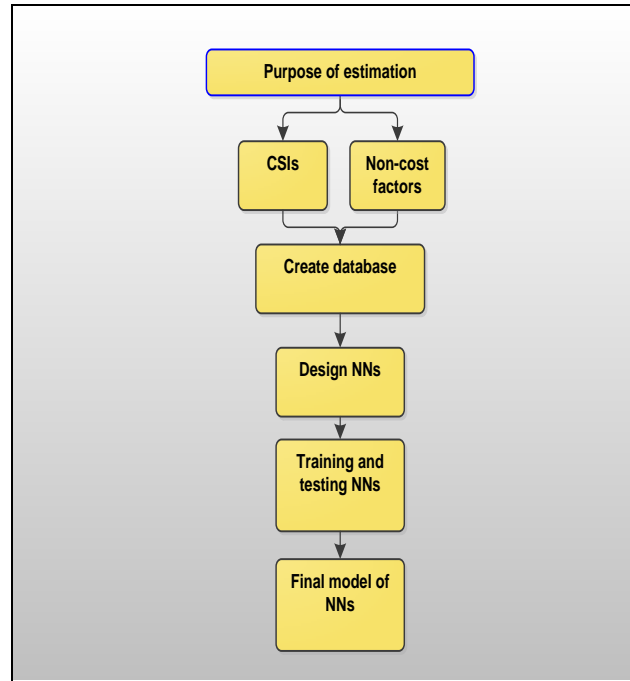 Purpose of estimation
CSIs
Non-cost
factors
Create database
Design NNs
Training and
testing NNs
Final model of
NNs